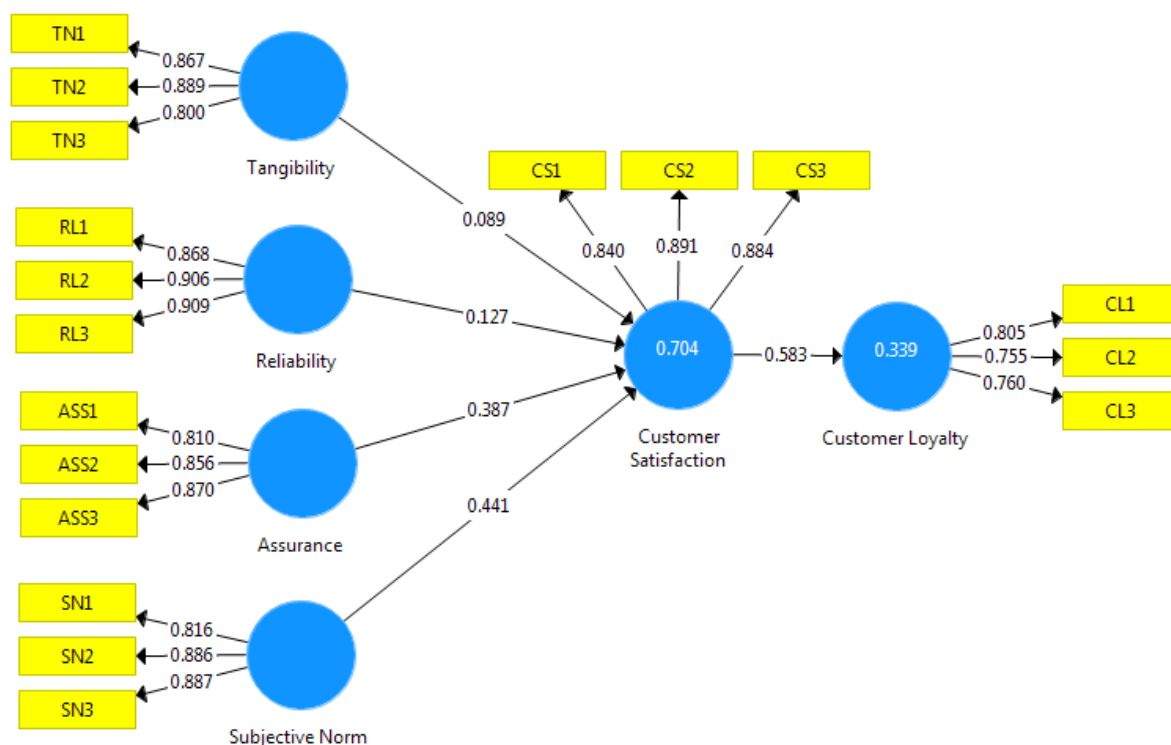 TN1
0.867
TN2
0.889
TN3
0.800
Tangibility
CS1
CS2
CS3
0.089
0.840
0.891
0.884
RL1
0.868
RL2
0.906
RL3
0.909
Reliability
0.127
0.704
0.583
0.339
CL1
0.805
CL2
0.755
CL3
0.760
Customer
Satisfaction
Customer Loyalty
ASS1
0.810
ASS2
0.856
ASS3
0.870
Assurance
0.387
0.441
SN1
0.816
SN2
0.886
SN3
0.887
Subjective Norm